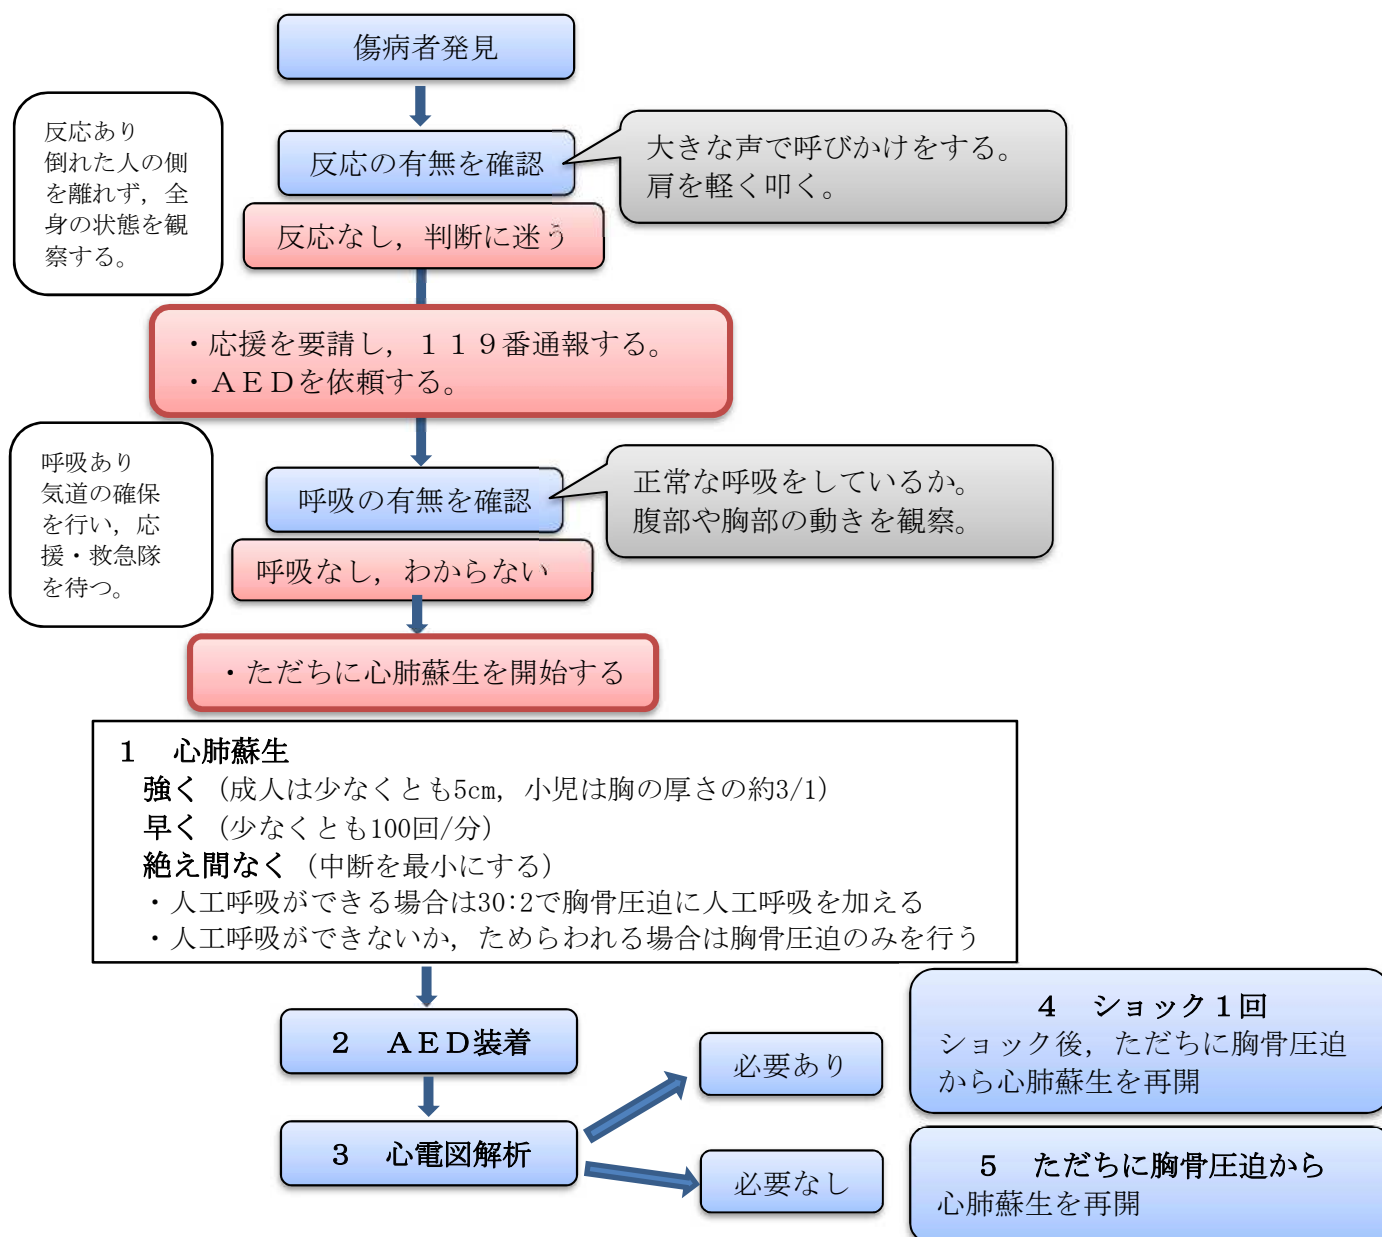 傷病者発見
反応あり
倒れた人の側
を離れず，全
身の状態を観
察する。
反応の有無を確認
大きな声で呼びかけをする。
肩を軽く叩く。
反応なし，判断に迷う
・応援を要請し，１１９番通報する。
・ＡＥＤを依頼する。
呼吸あり
気道の確保
を行い，応
援・救急隊
を待つ。
呼吸の有無を確認
正常な呼吸をしているか。
腹部や胸部の動きを観察。
呼吸なし，わからない
・ただちに心肺蘇生を開始する
１　心肺蘇生
強く（成人は少なくとも5cm，小児は胸の厚さの約3/1）
早く（少なくとも100回/分）
絶え間なく（中断を最小にする）
・人工呼吸ができる場合は30:2で胸骨圧迫に人工呼吸を加える
・人工呼吸ができないか，ためらわれる場合は胸骨圧迫のみを行う
２　ＡＥＤ装着
３　心電図解析
必要あり
必要なし
４　ショック１回
ショック後，ただちに胸骨圧迫
から心肺蘇生を再開
５　ただちに胸骨圧迫から
心肺蘇生を再開